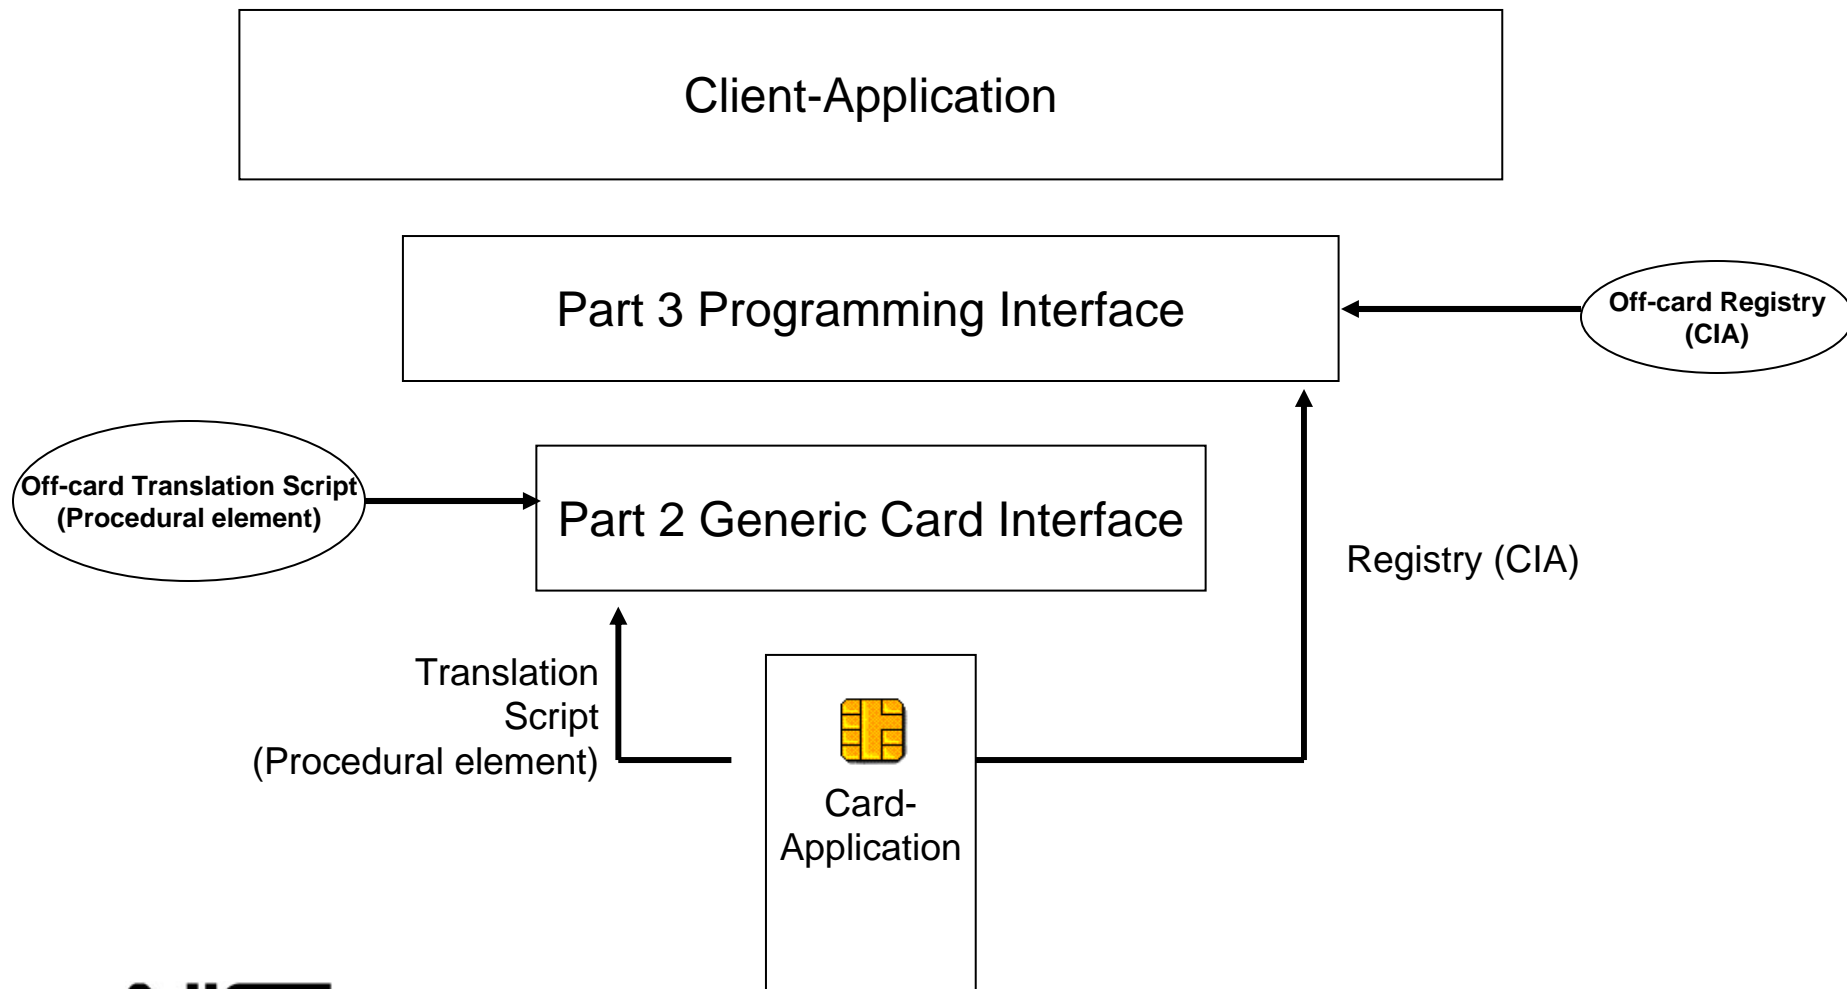 Client-Application
Part 3 Programming Interface
Off-card Registry
(CIA)
Off-card Translation Script
(Procedural element)
Part 2 Generic Card Interface
Registry (CIA)
Translation
Script
(Procedural element)
Card-
Application